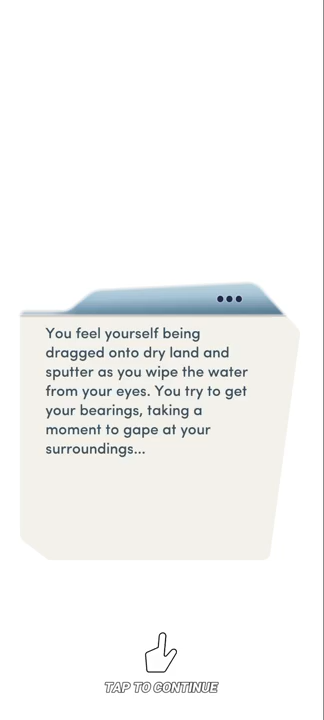 You feel yourself being
dragged onto dry land and
sputter as you wipe the water
from your eyes. You try to get
your bearings, taking a
moment to gape at your
surroundings...
TAP TO CONTINUE